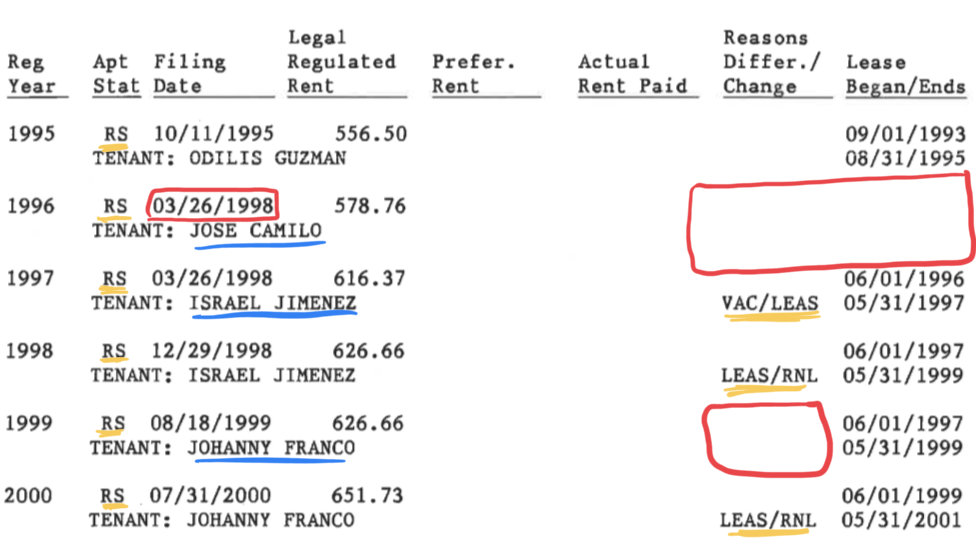 Legal Reasons
Reg Apt Filing Regulated Prefer. Actual Differ./ Lease
Year Stat Date Rent Rent Rent Paid Change Began/Ends
1995 RS 10/11/1995 556.50 09/01/1993
TENANT: ODILIS GUZMAN 08/31/1995
1996 RS 03/26/1998 578.76
TENANT: JOSE CAMILO
1997 RS 03/26/1998 616.37 06/01/1996
TENANT: ISRAEL JIMENEZ VAC/LEAS 05/31/1997
1998 RS 12/29/1998 626.66 06/01/1997
TENANT: ISRAEL JIMENEZ LEAS/RNL 05/31/1999
1999 RS 08/18/1999 626.66 06/01/1997
TENANT: JOHANNY FRANCO 05/31/1999
2000 RS 07/31/2000 651.73 06/01/1999
TENANT: JOHANNY FRANCO LEAS/RNL 05/31/2001